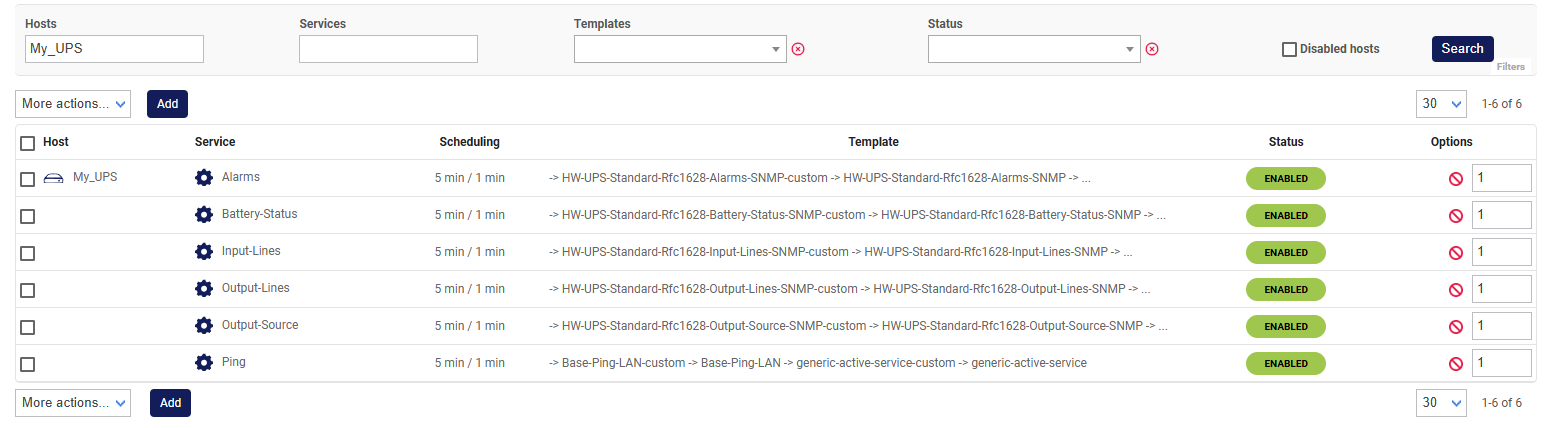 Hosts Services Templates Status
My_UPS Disabled hosts Search
Filters
More actions... Add 30 1-6 of 6
Host Service Scheduling Template Status Options
My_UPS Alarms 5 min / 1 min -> HW-UPS-Standard-Rfc1628-Alarms-SNMP-custom -> HW-UPS-Standard-Rfc1628-Alarms-SNMP -> ... ENABLED 1
Battery-Status 5 min / 1 min -> HW-UPS-Standard-Rfc1628-Battery-Status-SNMP-custom -> HW-UPS-Standard-Rfc1628-Battery-Status-SNMP -> ... ENABLED 1
Input-Lines 5 min / 1 min -> HW-UPS-Standard-Rfc1628-Input-Lines-SNMP-custom -> HW-UPS-Standard-Rfc1628-Input-Lines-SNMP -> ... ENABLED 1
Output-Lines 5 min / 1 min -> HW-UPS-Standard-Rfc1628-Output-Lines-SNMP-custom -> HW-UPS-Standard-Rfc1628-Output-Lines-SNMP -> ... ENABLED 1
Output-Source 5 min / 1 min -> HW-UPS-Standard-Rfc1628-Output-Source-SNMP-custom -> HW-UPS-Standard-Rfc1628-Output-Source-SNMP -> ... ENABLED 1
Ping 5 min / 1 min -> Base-Ping-LAN-custom -> Base-Ping-LAN -> generic-active-service-custom -> generic-active-service ENABLED 1
More actions... Add 30 1-6 of 6